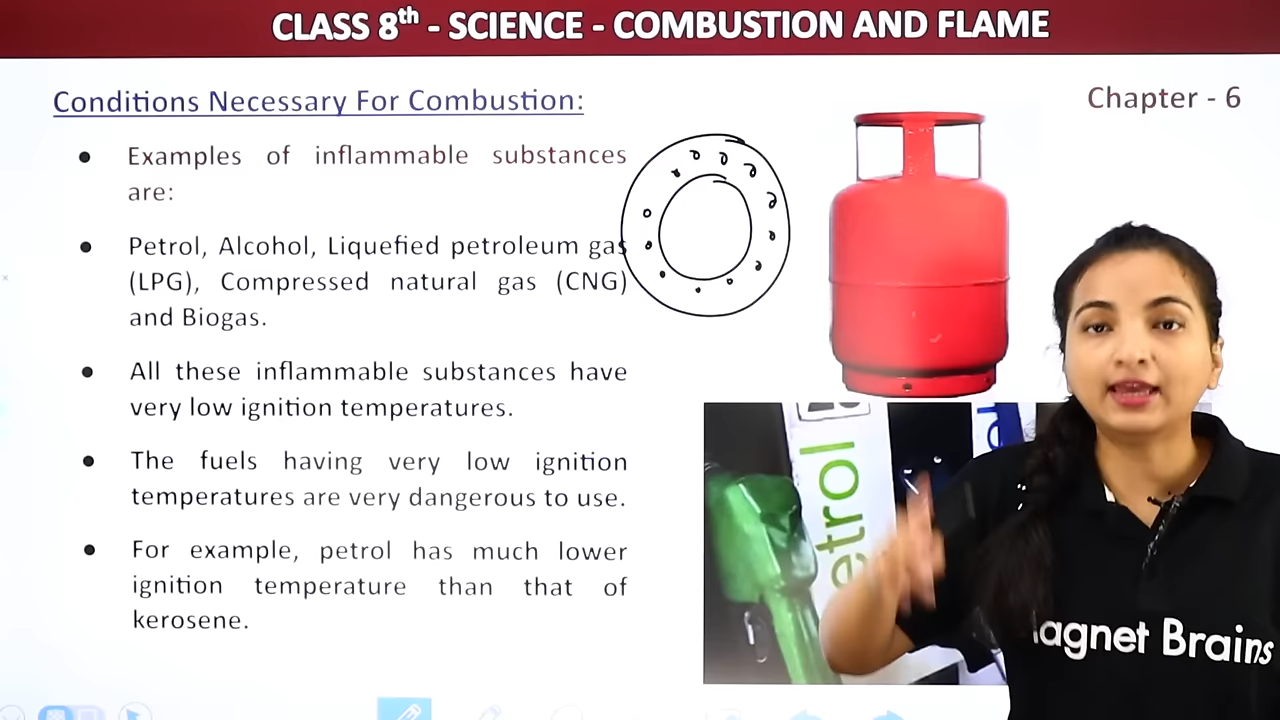 CLASS 8th - SCIENCE - COMBUSTION AND FLAME
Conditions Necessary For Combustion:
Chapter - 6
● Examples of inflammable substances
are:
● Petrol, Alcohol, Liquefied petroleum gas
(LPG), Compressed natural gas (CNG)
and Biogas.
● All these inflammable substances have
very low ignition temperatures.
● The fuels having very low ignition
temperatures are very dangerous to use.
● For example, petrol has much lower
ignition temperature than that of
kerosene.
etrol
el
agnet Brains